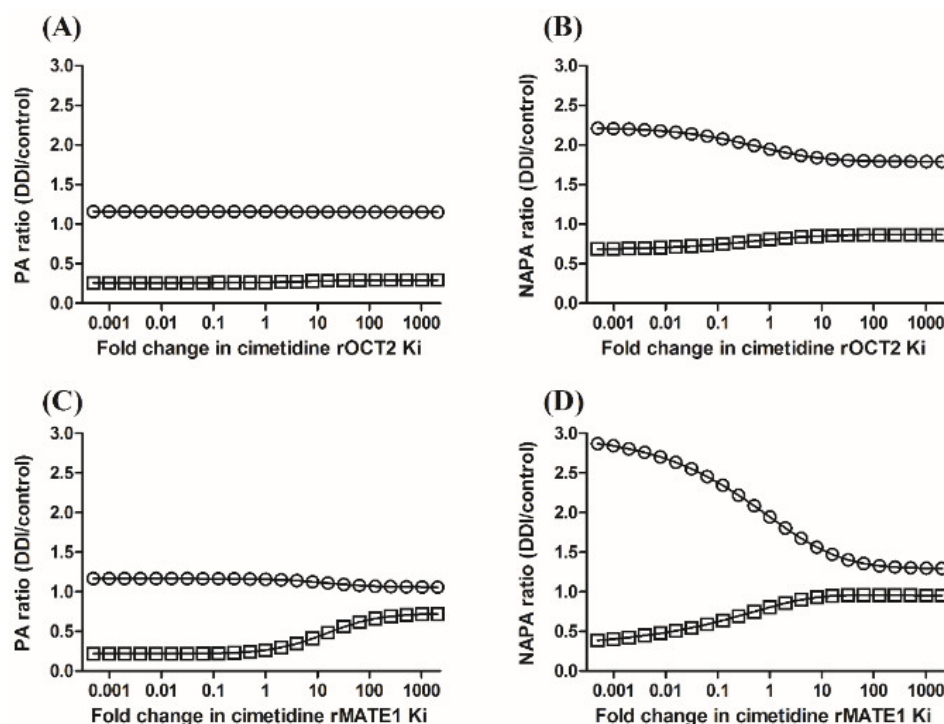 (A)
PA ratio (DDI/control)
3.0
2.5
2.0
1.5
1.0
0.5
0.0
0.001 0.01 0.1 1 10 100 1000
Fold change in cimetidine rOCT2 Ki
(B)
NAPA ratio (DDI/control)
3.0
2.5
2.0
1.5
1.0
0.5
0.0
0.001 0.01 0.1 1 10 100 1000
Fold change in cimetidine rOCT2 Ki
(C)
PA ratio (DDI/control)
3.0
2.5
2.0
1.5
1.0
0.5
0.0
0.001 0.01 0.1 1 10 100 1000
Fold change in cimetidine rMATE1 Ki
(D)
NAPA ratio (DDI/control)
3.0
2.5
2.0
1.5
1.0
0.5
0.0
0.001 0.01 0.1 1 10 100 1000
Fold change in cimetidine rMATE1 Ki